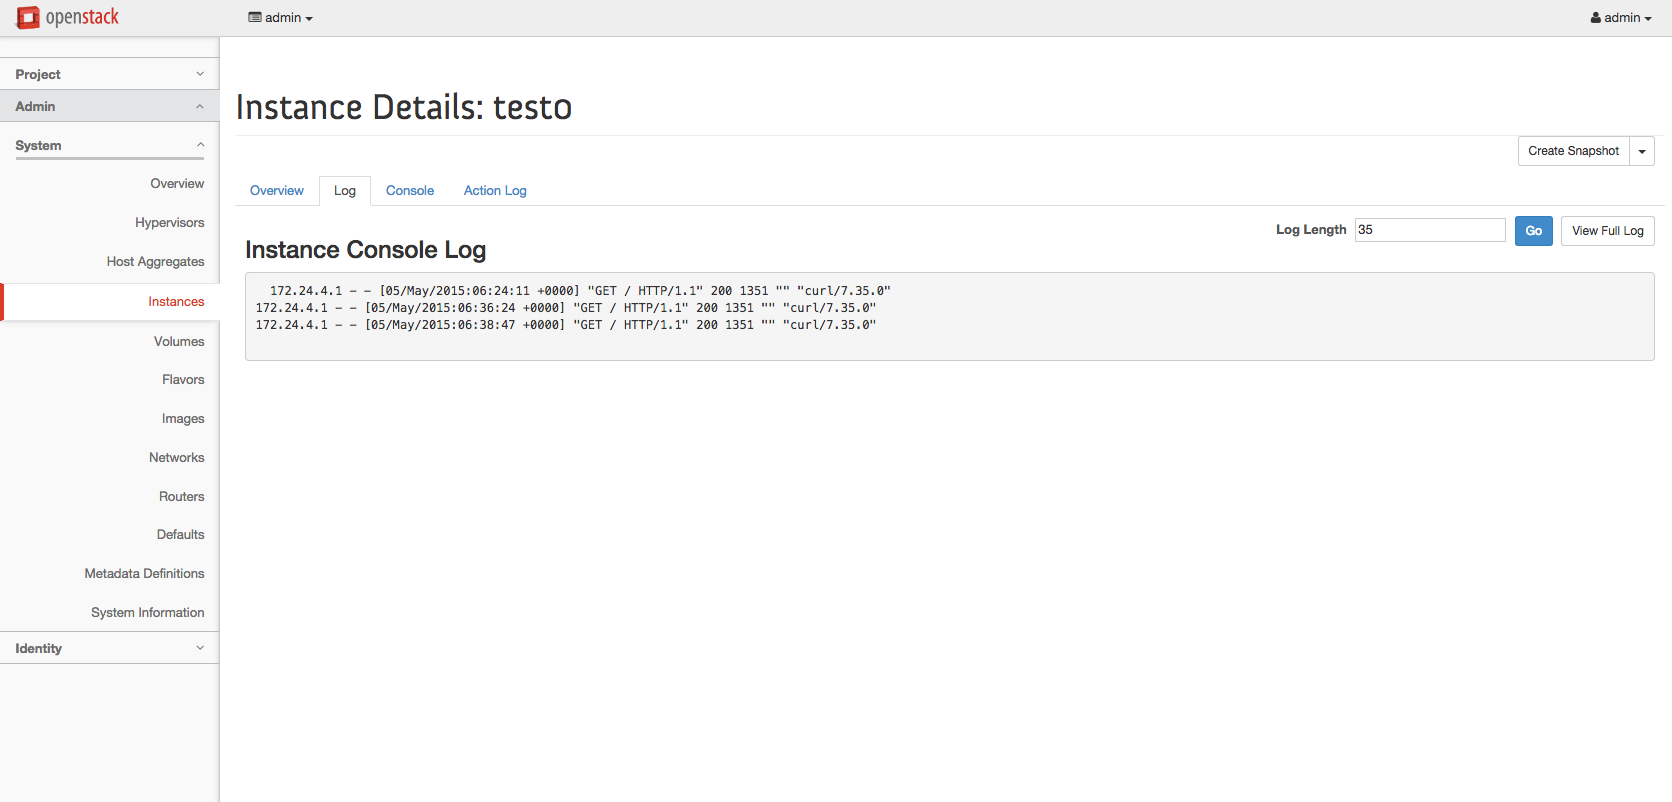 openstack
admin
admin
Project
Admin
System
Overview
Hypervisors
Host Aggregates
Instances
Volumes
Flavors
Images
Networks
Routers
Defaults
Metadata Definitions
System Information
Identity
Instance Details: testo
Create Snapshot
Overview Log Console Action Log
Log Length 35 Go View Full Log
Instance Console Log
172.24.4.1 - - [05/May/2015:06:24:11 +0000] "GET / HTTP/1.1" 200 1351 "" "curl/7.35.0"
172.24.4.1 - - [05/May/2015:06:36:24 +0000] "GET / HTTP/1.1" 200 1351 "" "curl/7.35.0"
172.24.4.1 - - [05/May/2015:06:38:47 +0000] "GET / HTTP/1.1" 200 1351 "" "curl/7.35.0"